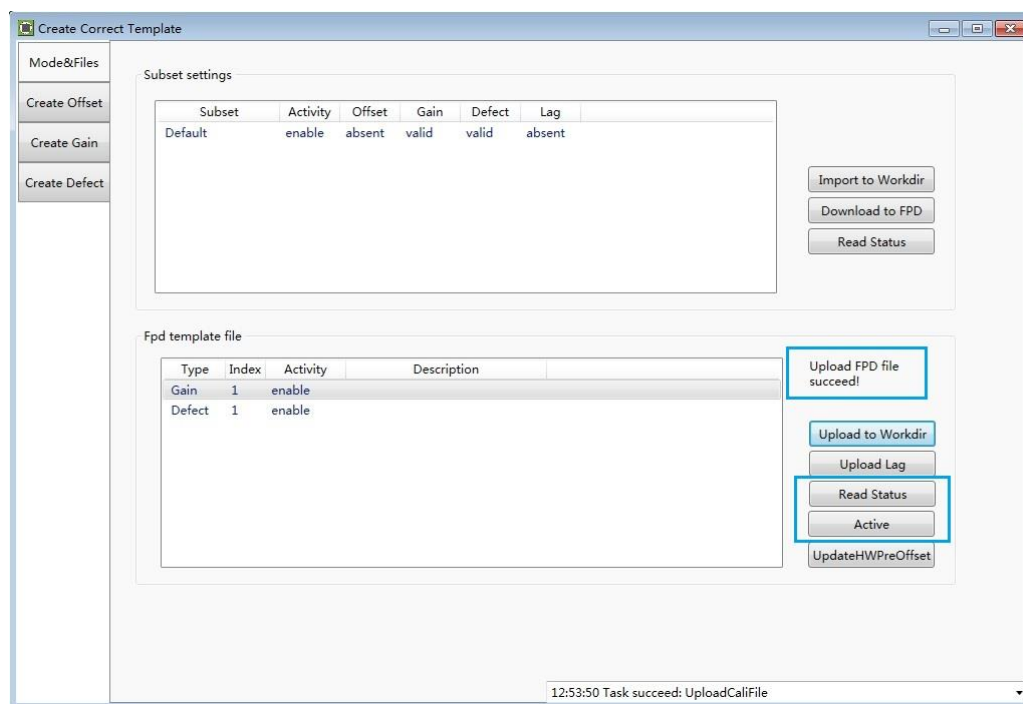 Create Correct Template
Mode&Files
Create Offset
Create Gain
Create Defect
Subset settings
Subset Activity Offset Gain Defect Lag
Default enable absent valid valid absent
Import to Workdir
Download to FPD
Read Status
Fpd template file
Type Index Activity Description
Gain 1 enable
Defect 1 enable
Upload FPD file
succeed!
Upload to Workdir
Upload Lag
Read Status
Active
UpdateHWPreOffset
12:53:50 Task succeed: UploadCaliFile